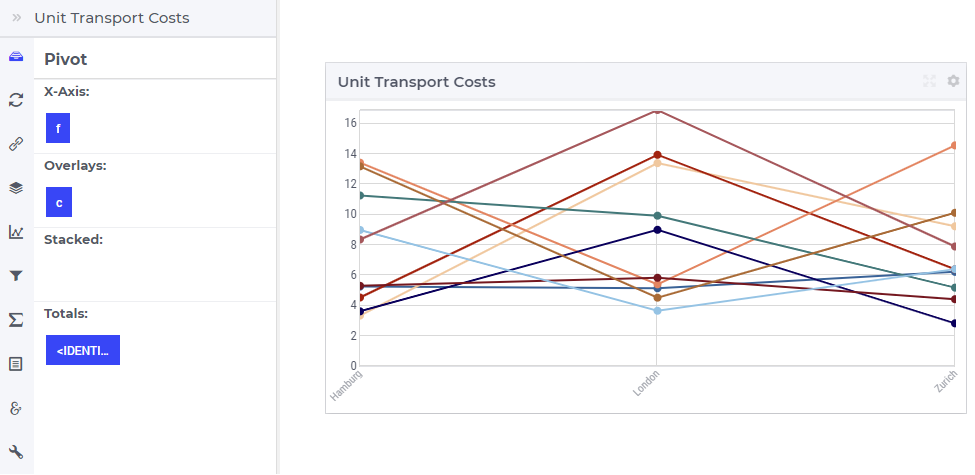 Unit Transport Costs
Pivot
X-Axis:
f
Overlays:
c
Stacked:
Totals:
<IDENTI...
Unit Transport Costs
16
14
12
10
8
6
4
2
0
Hamburg
London
Zurich